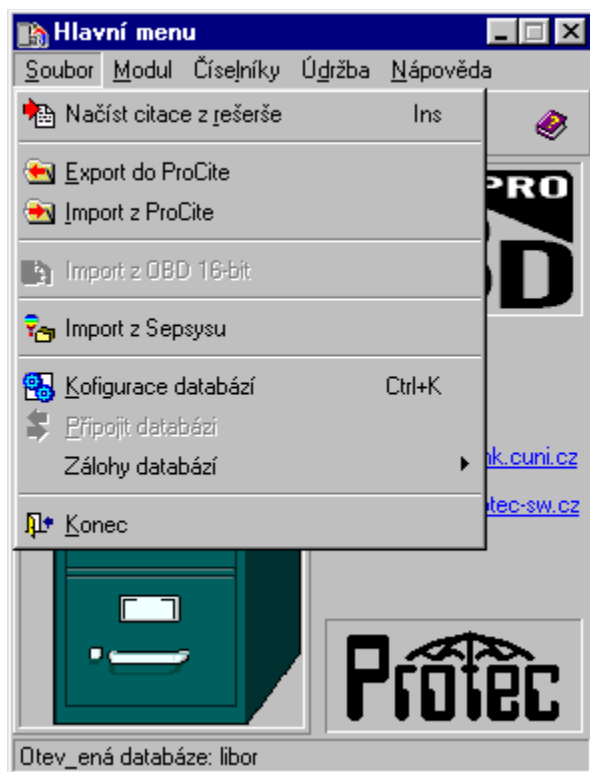 Hlavní menu
Soubor Modul Číselníky Údržba Nápověda
Načíst citace z rešerše Ins
Export do ProCite
Import z ProCite
Import z OBD 16-bit
Import z Sepsysu
Kofigurace databází Ctrl+K
Připojit databázi
Zálohy databází
Konec
PRO
D
nk.cuni.cz
tec-sw.cz
Protec
Otev_ená databáze: libor